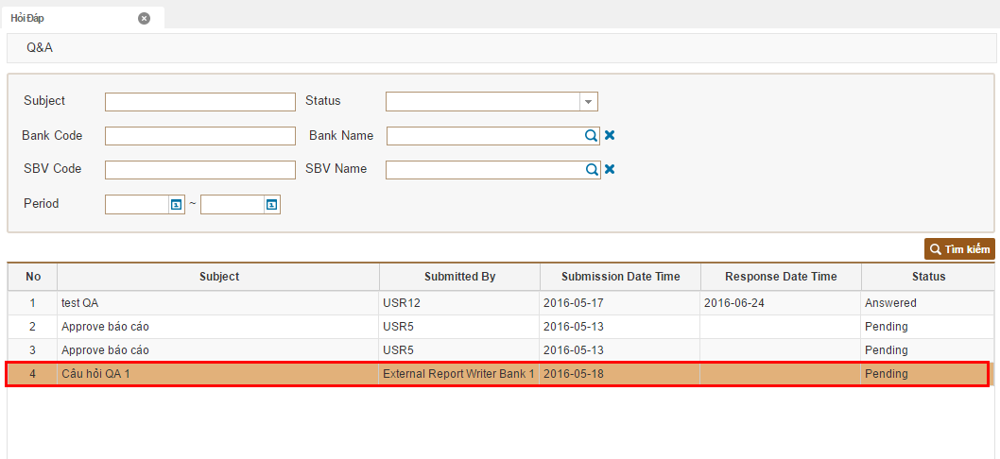 Hỏi Đáp
Q&A
Subject Status
Bank Code Bank Name
SBV Code SBV Name
Period ~
Tìm kiếm
No Subject Submitted By Submission Date Time Response Date Time Status
1 test QA USR12 2016-05-17 2016-06-24 Answered
2 Approve báo cáo USR5 2016-05-13 Pending
3 Approve báo cáo USR5 2016-05-13 Pending
4 Câu hỏi QA 1 External Report Writer Bank 1 2016-05-18 Pending